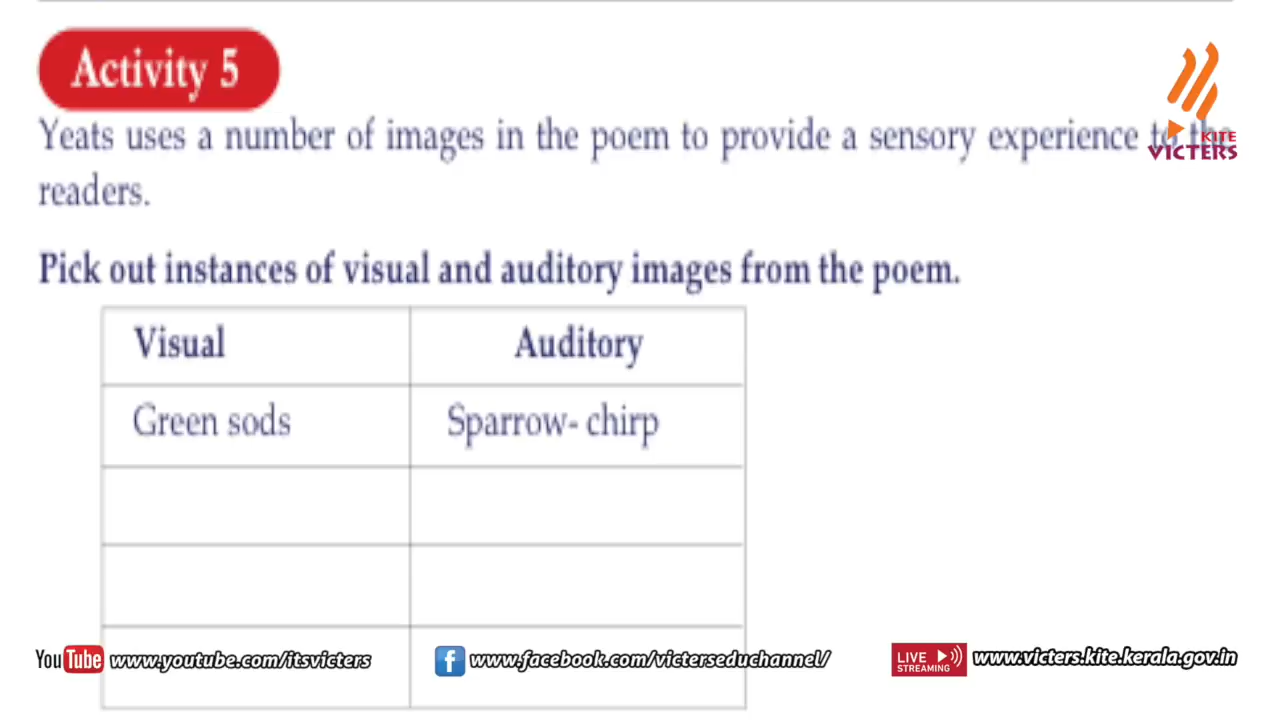 Activity 5
Yeats uses a number of images in the poem to provide a sensory experience to the
KITE
VICTERS
readers.
Pick out instances of visual and auditory images from the poem.
Visual Auditory
Green sods Sparrow- chirp
YouTube www.youtube.com/itsvicters f www.facebook.com/victerseduchannel/ LIVE STREAMING www.victers.kite.kerala.gov.in